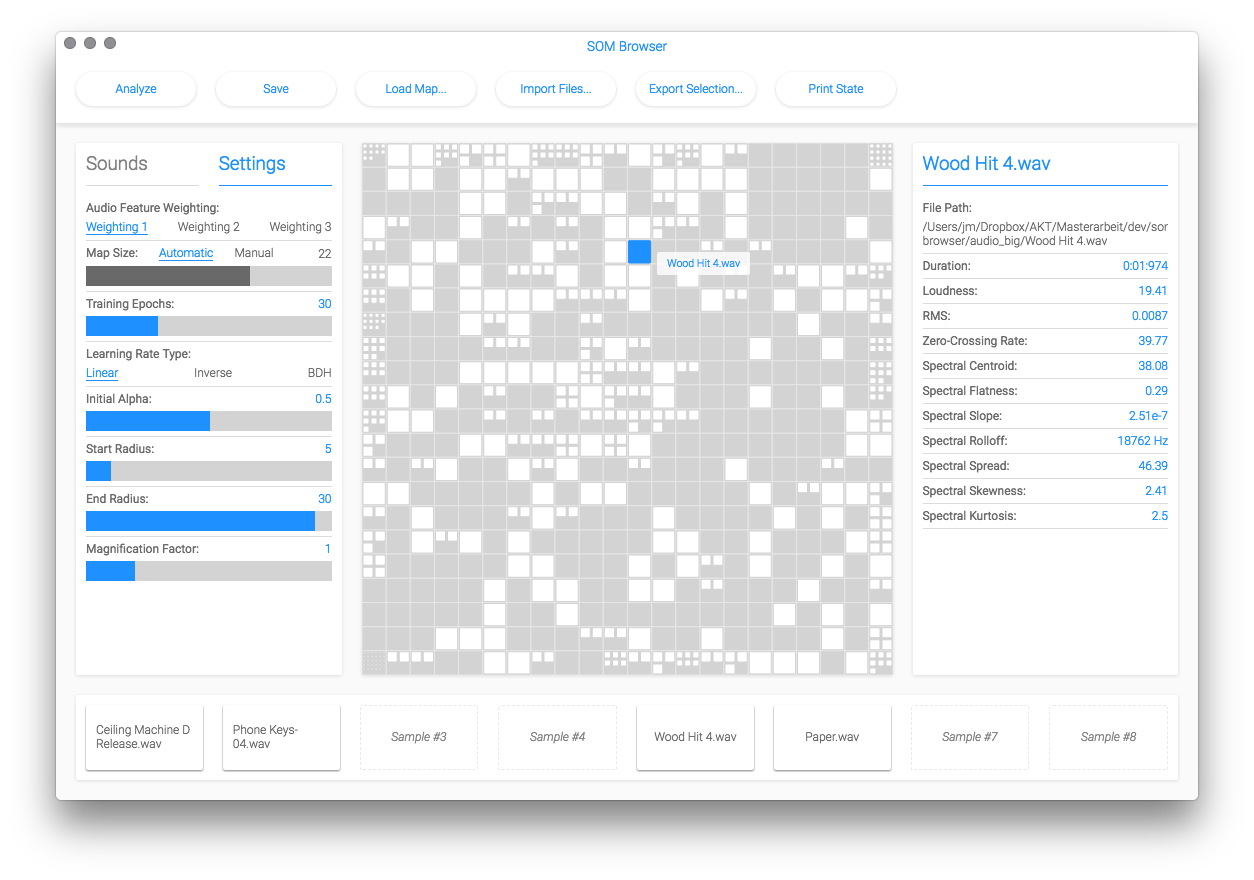 SOM Browser
Analyze
Save
Load Map...
Import Files...
Export Selection...
Print State
Sounds
Settings
Audio Feature Weighting:
Weighting 1
Weighting 2
Weighting 3
Map Size:
Automatic
Manual
22
Training Epochs:
30
Learning Rate Type:
Linear
Inverse
BDH
Initial Alpha:
0.5
Start Radius:
5
End Radius:
30
Magnification Factor:
1
Wood Hit 4.wav
Wood Hit 4.wav
File Path:
/Users/jm/Dropbox/AKT/Masterarbeit/dev/sor
browser/audio_big/Wood Hit 4.wav
Duration:
0:01:974
Loudness:
19.41
RMS:
0.0087
Zero-Crossing Rate:
39.77
Spectral Centroid:
38.08
Spectral Flatness:
0.29
Spectral Slope:
2.51e-7
Spectral Rolloff:
18762 Hz
Spectral Spread:
46.39
Spectral Skewness:
2.41
Spectral Kurtosis:
2.5
Ceiling Machine D
Release.wav
Phone Keys-
04.wav
Sample #3
Sample #4
Wood Hit 4.wav
Paper.wav
Sample #7
Sample #8